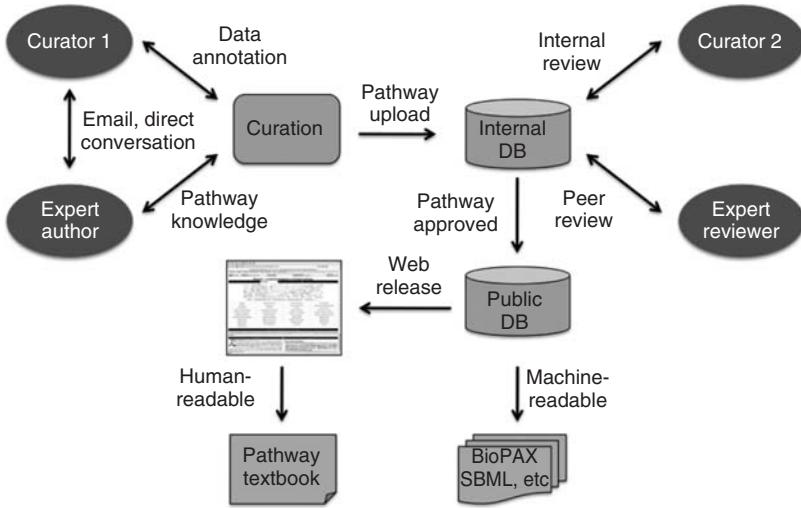 Curator 1
Data
annotation
Internal
review
Curator 2
Email, direct
conversation
Curation
Pathway
upload
Internal
DB
Expert
author
Pathway
knowledge
Pathway
approved
Peer
review
Expert
reviewer
Web
release
Public
DB
Human-
readable
Machine-
readable
Pathway
textbook
BioPAX
SBML, etc